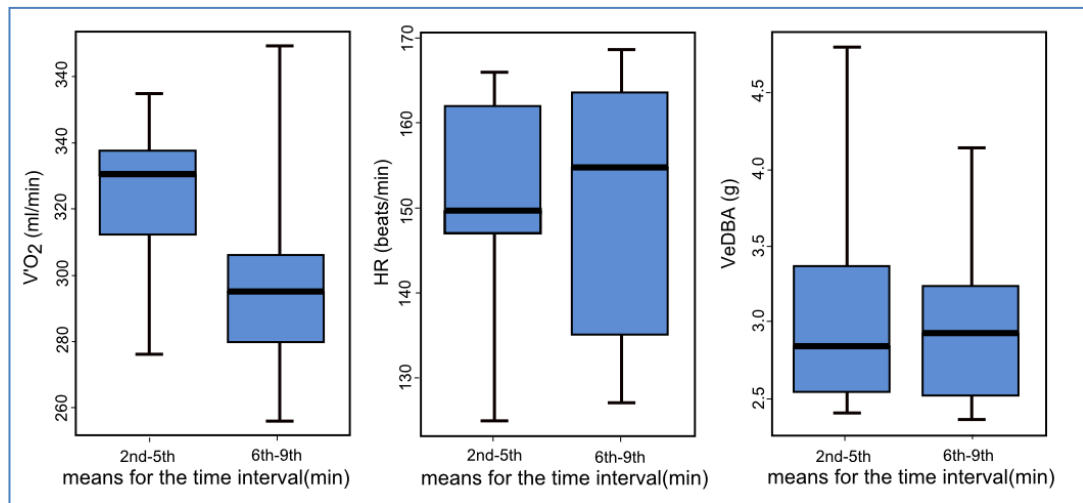 V'O2 (ml/min)
340
320
300
280
260
2nd-5th
6th-9th
means for the time interval(min)
HR (beats/min)
170
160
150
140
130
2nd-5th
6th-9th
means for the time interval(min)
VeDBA (g)
4.5
4.0
3.5
3.0
2.5
2nd-5th
6th-9th
means for the time interval(min)